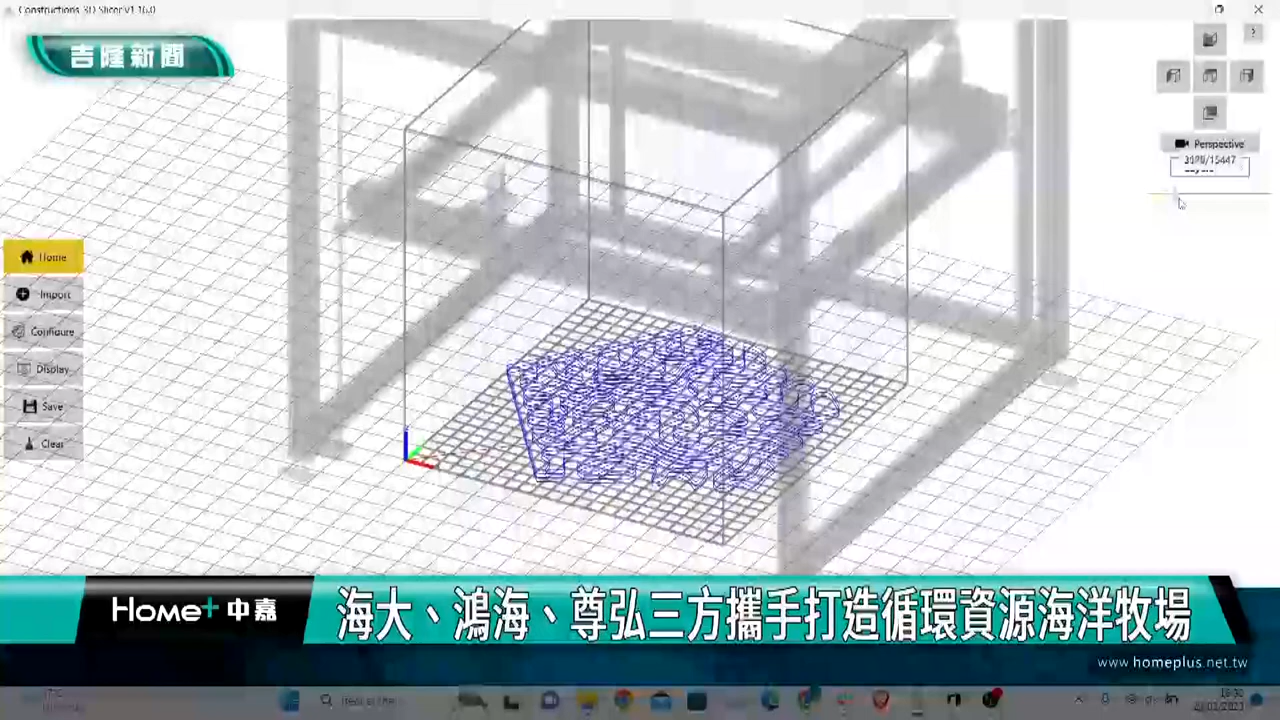 Constructions 3D Slicer v1.16.0
吉隆新聞
Perspective
Home
Import
Configure
Display
Save
Clear
Home+ 中嘉
海大、鴻海、尊弘三方攜手打造循環資源海洋牧場
www.homeplus.net.tw